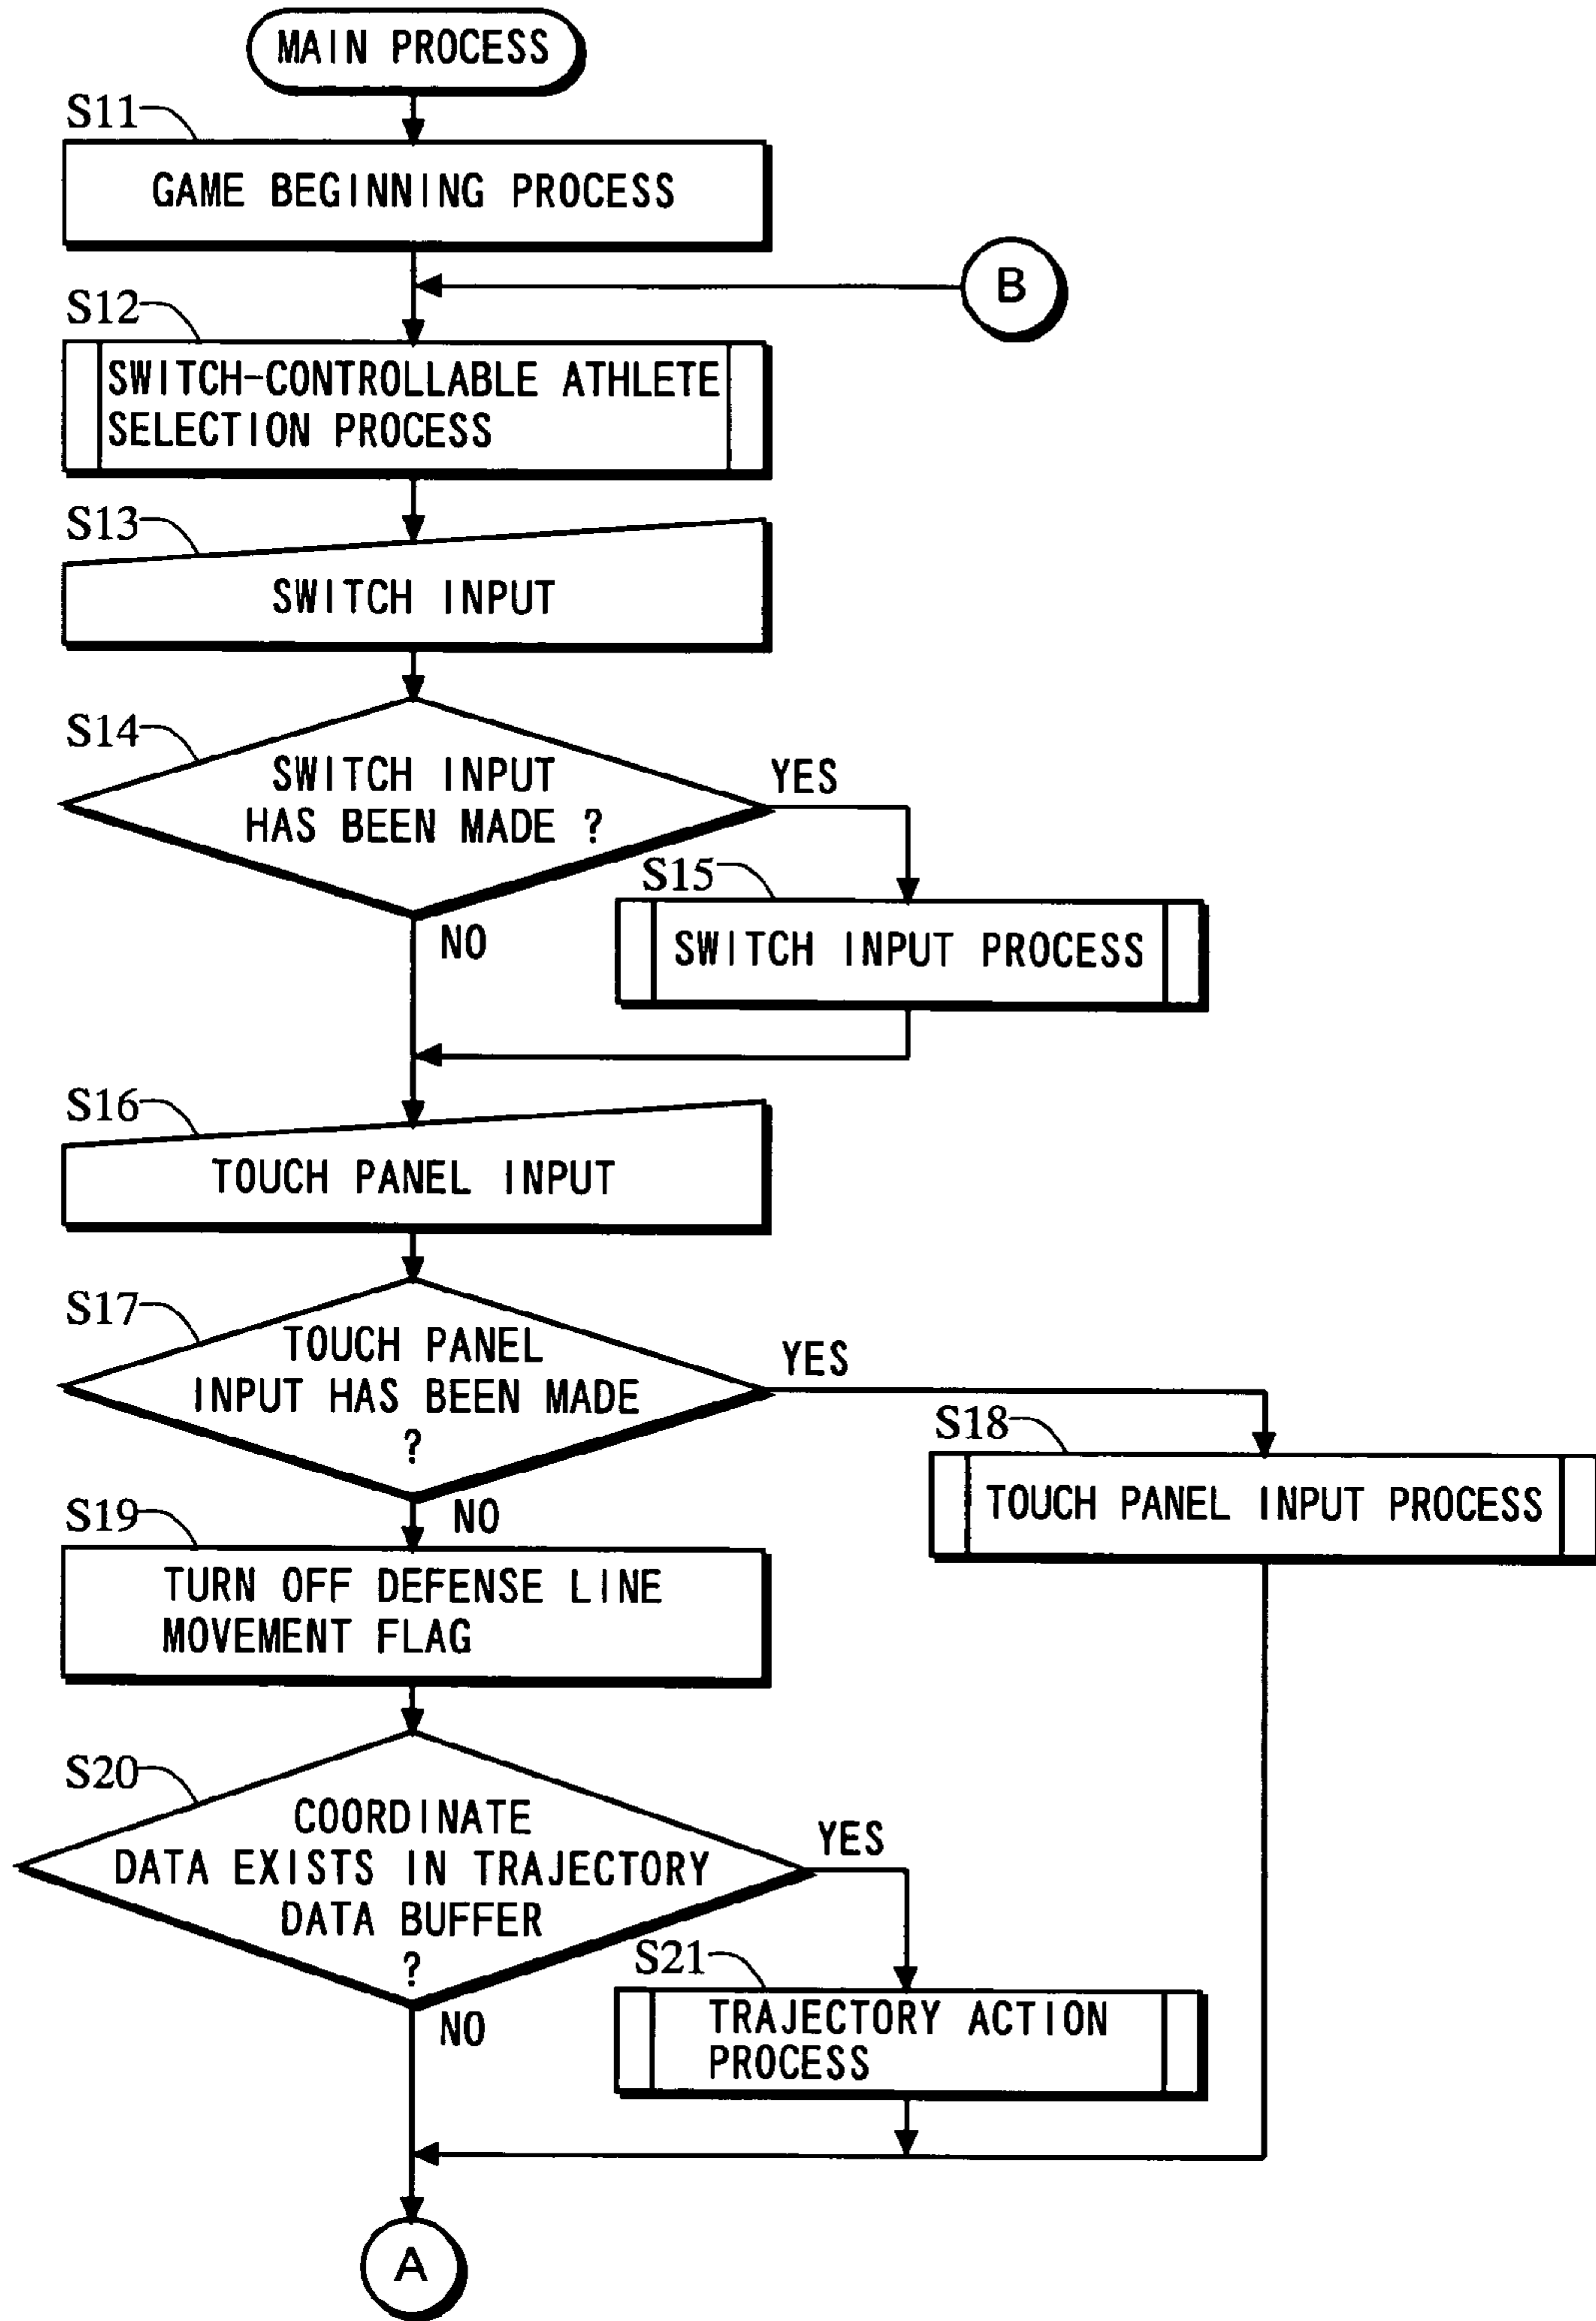 MAIN PROCESS
S11
GAME BEGINNING PROCESS
B
S12
SWITCH-CONTROLLABLE ATHLETE
SELECTION PROCESS
S13
SWITCH INPUT
S14
SWITCH INPUT
HAS BEEN MADE ?
YES
NO
S15
SWITCH INPUT PROCESS
S16
TOUCH PANEL INPUT
S17
TOUCH PANEL
INPUT HAS BEEN MADE
?
YES
NO
S18
TOUCH PANEL INPUT PROCESS
S19
TURN OFF DEFENSE LINE
MOVEMENT FLAG
S20
COORDINATE
DATA EXISTS IN TRAJECTORY
DATA BUFFER
?
YES
NO
S21
TRAJECTORY ACTION
PROCESS
A